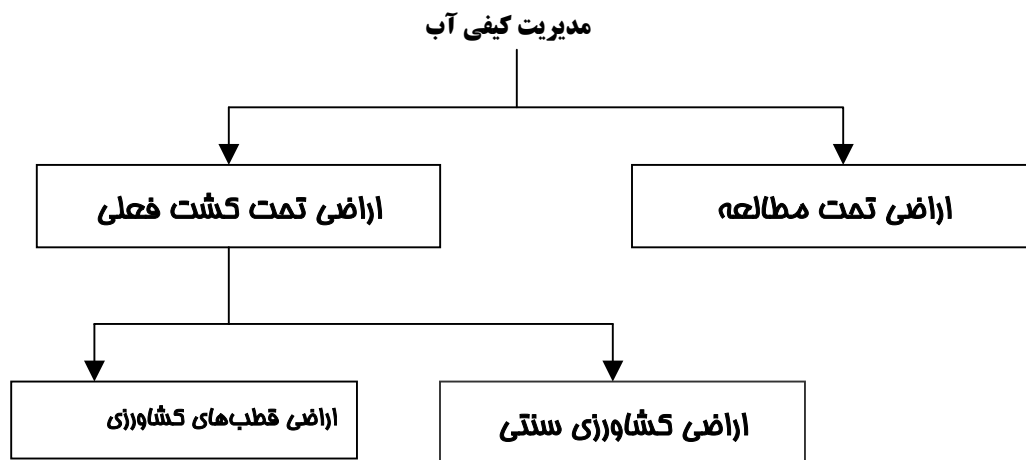 مدیریت کیفی آب
اراضی تحت مطالعه
اراضی تحت کشت فعلی
اراضی کشاورزی سنتی
اراضی قطب‌های کشاورزی